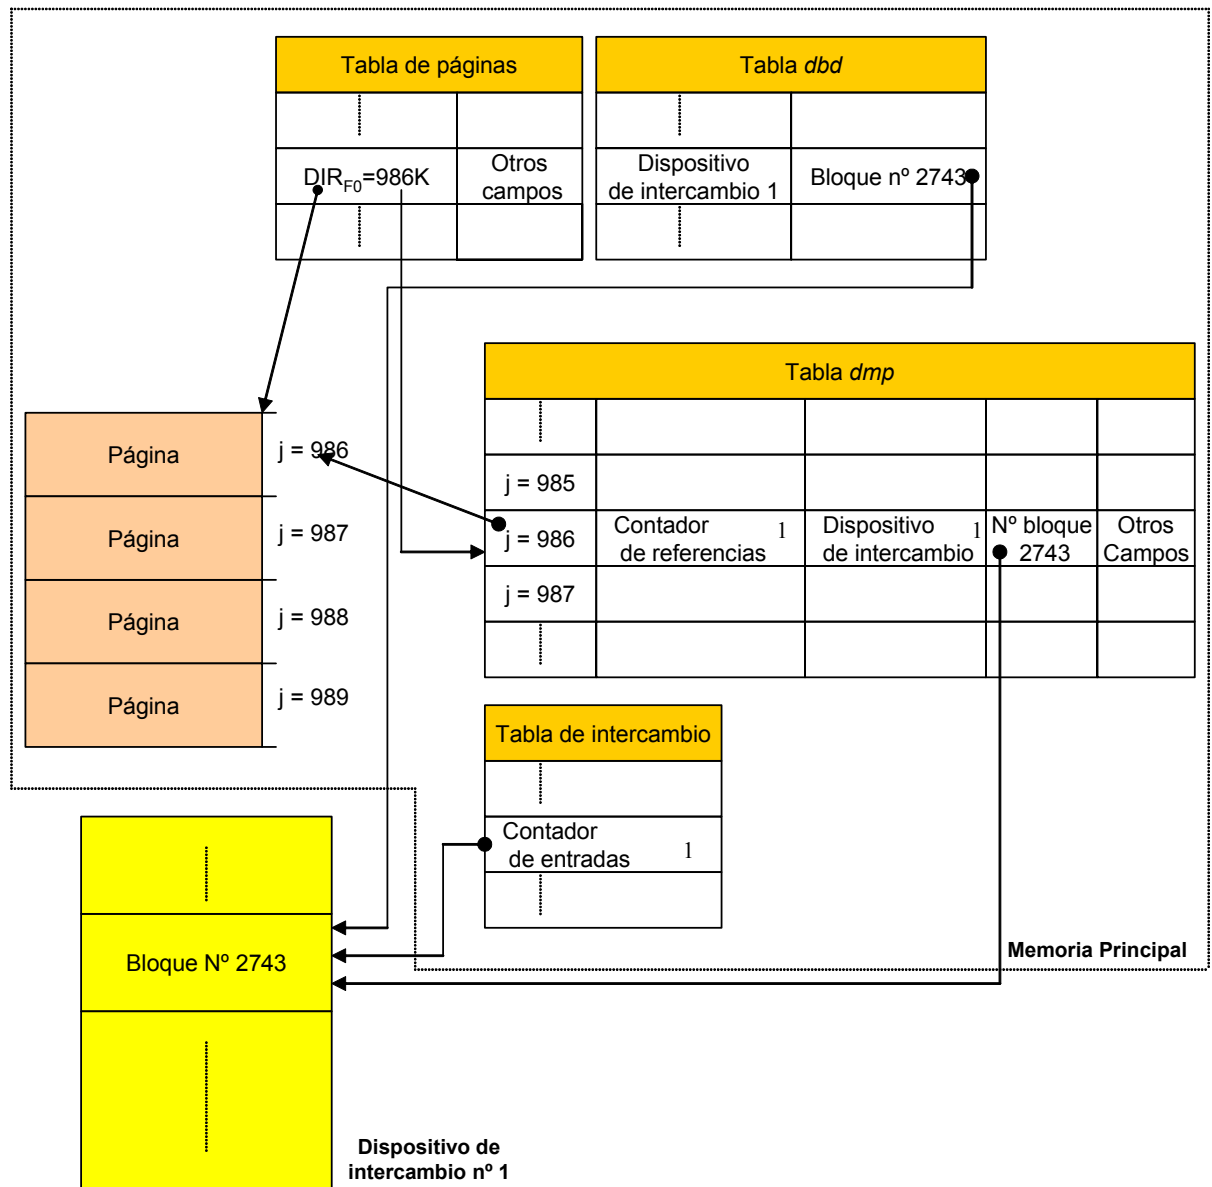 Tabla de páginas
Tabla dbd
DIRF0=986K
Otros
campos
Dispositivo
de intercambio 1
Bloque nº 2743
Tabla dmp
j = 985
j = 986
Contador
de referencias
1
Dispositivo
de intercambio
1
Nº bloque
2743
Otros
Campos
j = 987
Página
j = 986
Página
j = 987
Página
j = 988
Página
j = 989
Tabla de intercambio
Contador
de entradas
1
Memoria Principal
Bloque Nº 2743
Dispositivo de
intercambio nº 1